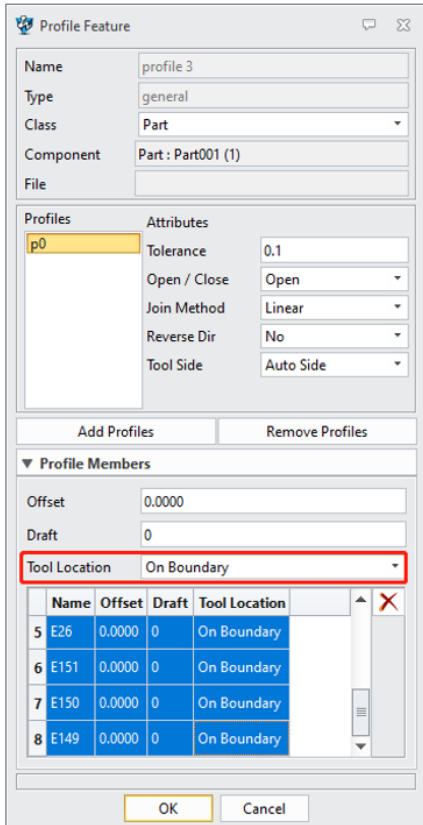 Profile Feature
Name profile 3
Type general
Class Part
Component Part : Part001 (1)
File
Profiles Attributes
p0 Tolerance 0.1
Open / Close Open
Join Method Linear
Reverse Dir No
Tool Side Auto Side
Add Profiles Remove Profiles
Profile Members
Offset 0.0000
Draft 0
Tool Location On Boundary
Name Offset Draft Tool Location
5 E26 0.0000 0 On Boundary
6 E151 0.0000 0 On Boundary
7 E150 0.0000 0 On Boundary
8 E149 0.0000 0 On Boundary
OK Cancel